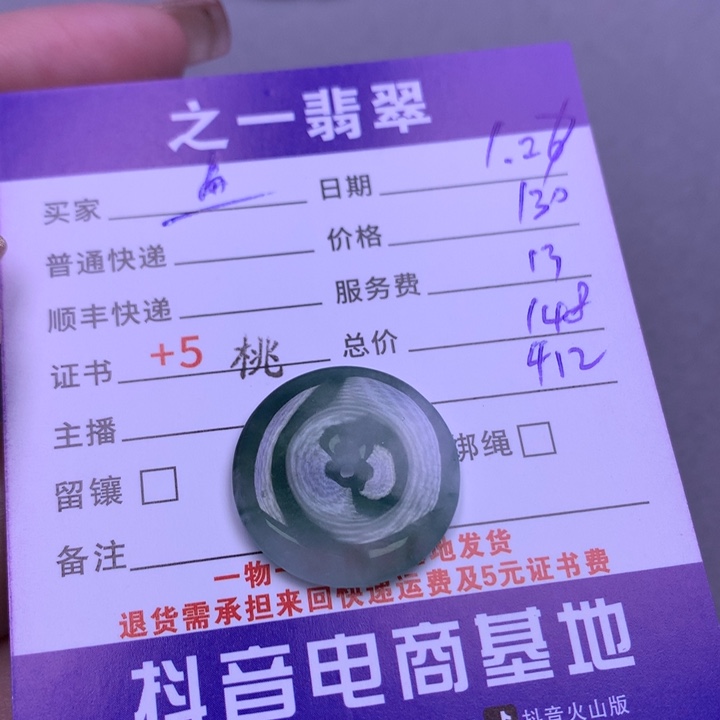 之一翡翠
买家 日期 1.26
普通快递 价格 130
顺丰快递 服务费 13
证书 +5 桃 总价 148
主播 412
留镶 绑绳
备注
一物一 地发货
退货需承担来回快递运费及5元证书费
抖音电商基地
抖音火山版